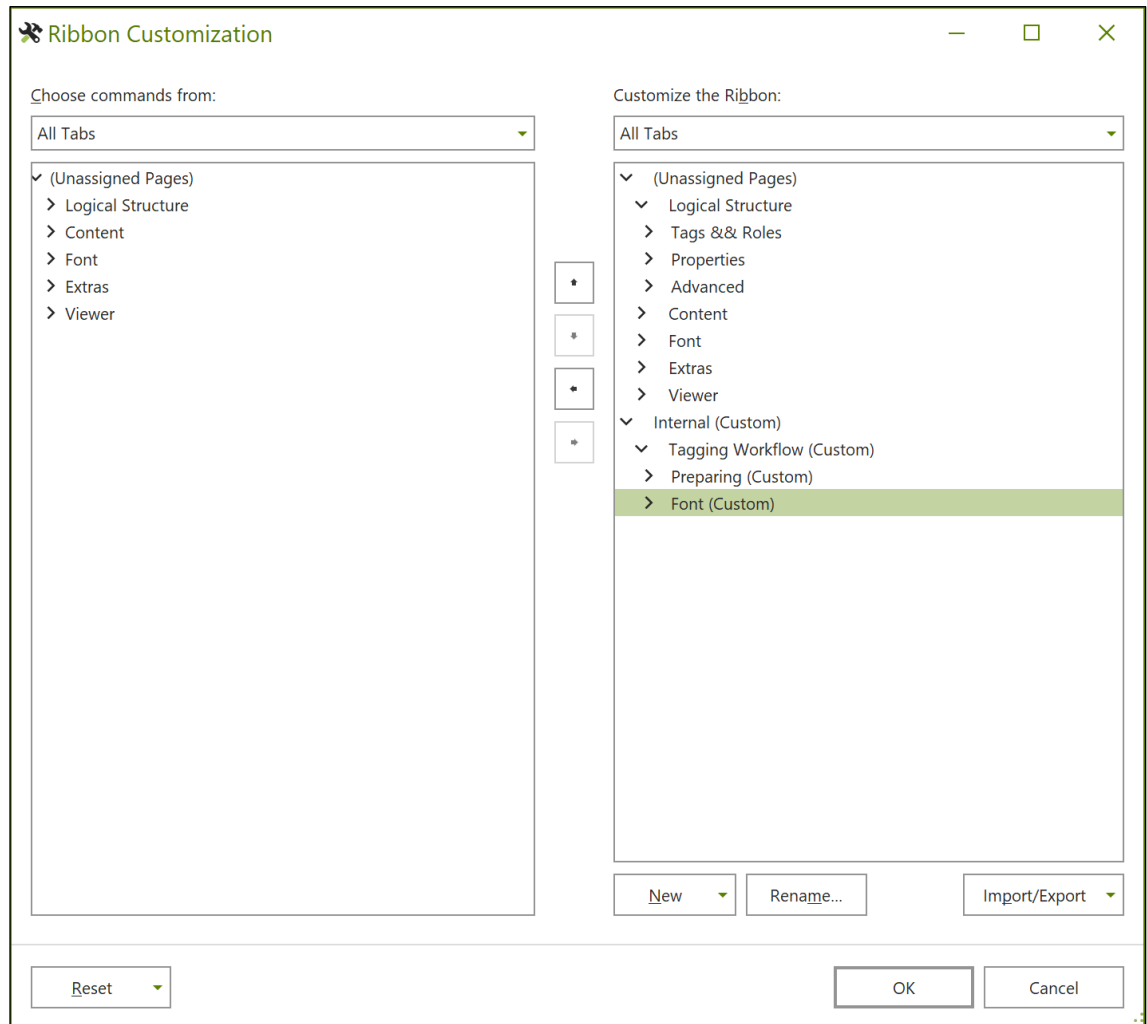 Ribbon Customization
Choose commands from:
All Tabs
(Unassigned Pages)
Logical Structure
Content
Font
Extras
Viewer
Customize the Ribbon:
All Tabs
(Unassigned Pages)
Logical Structure
Tags && Roles
Properties
Advanced
Content
Font
Extras
Viewer
Internal (Custom)
Tagging Workflow (Custom)
Preparing (Custom)
Font (Custom)
New
Rename...
Import/Export
Reset
OK
Cancel